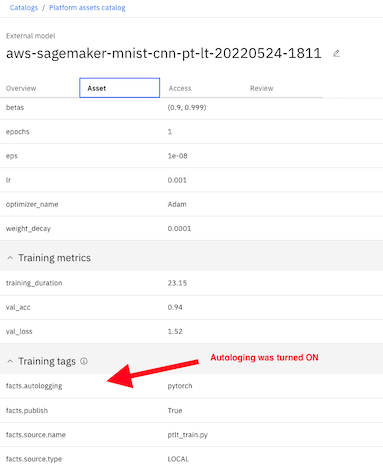 Catalogs / Platform assets catalog
External model
aws-sagemaker-mnist-cnn-pt-lt-20220524-1811
Overview Asset Access Review
betas (0.9, 0.999)
epochs 1
eps 1e-08
lr 0.001
optimizer_name Adam
weight_decay 0.0001
Training metrics
training_duration 23.15
val_acc 0.94
val_loss 1.52
Training tags
Autologing was turned ON
facts.autologging pytorch
facts.publish True
facts.source.name ptlt_train.py
facts.source.type LOCAL